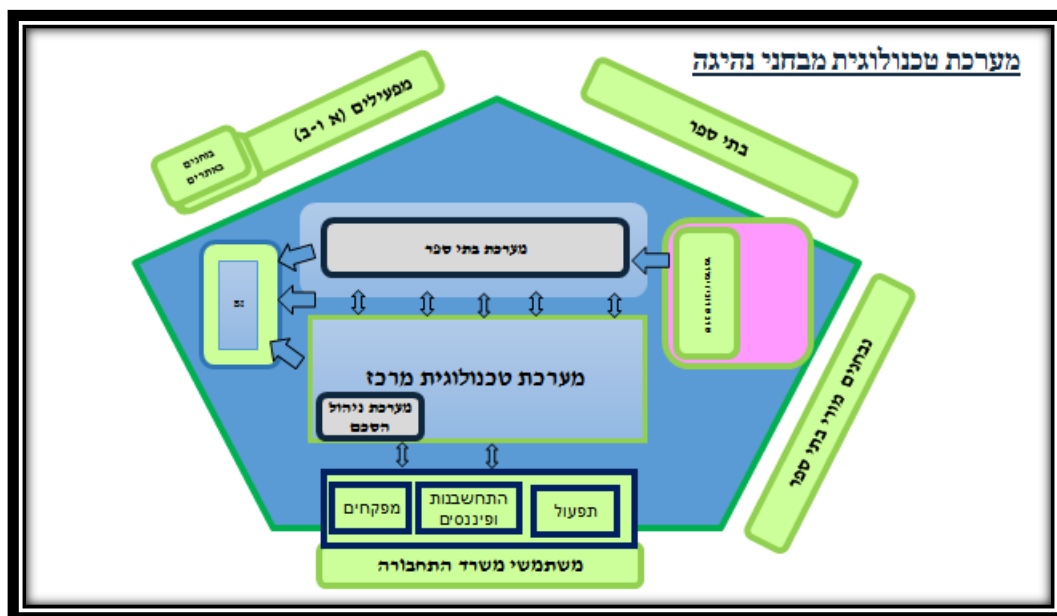 מערכת טכנולוגית מבחני נהיגה
מפעילים (א ו-ב)
בוחנים
באתרים
בתי ספר
נבחנים מורי בתי ספר
מערכת בתי ספר
מערכת טכנולוגית מרכז
מערכת ניהול
הסכם
תפעול
התחשבנות
ופיננסים
מפקחים
משתמשי משרד התחבורה